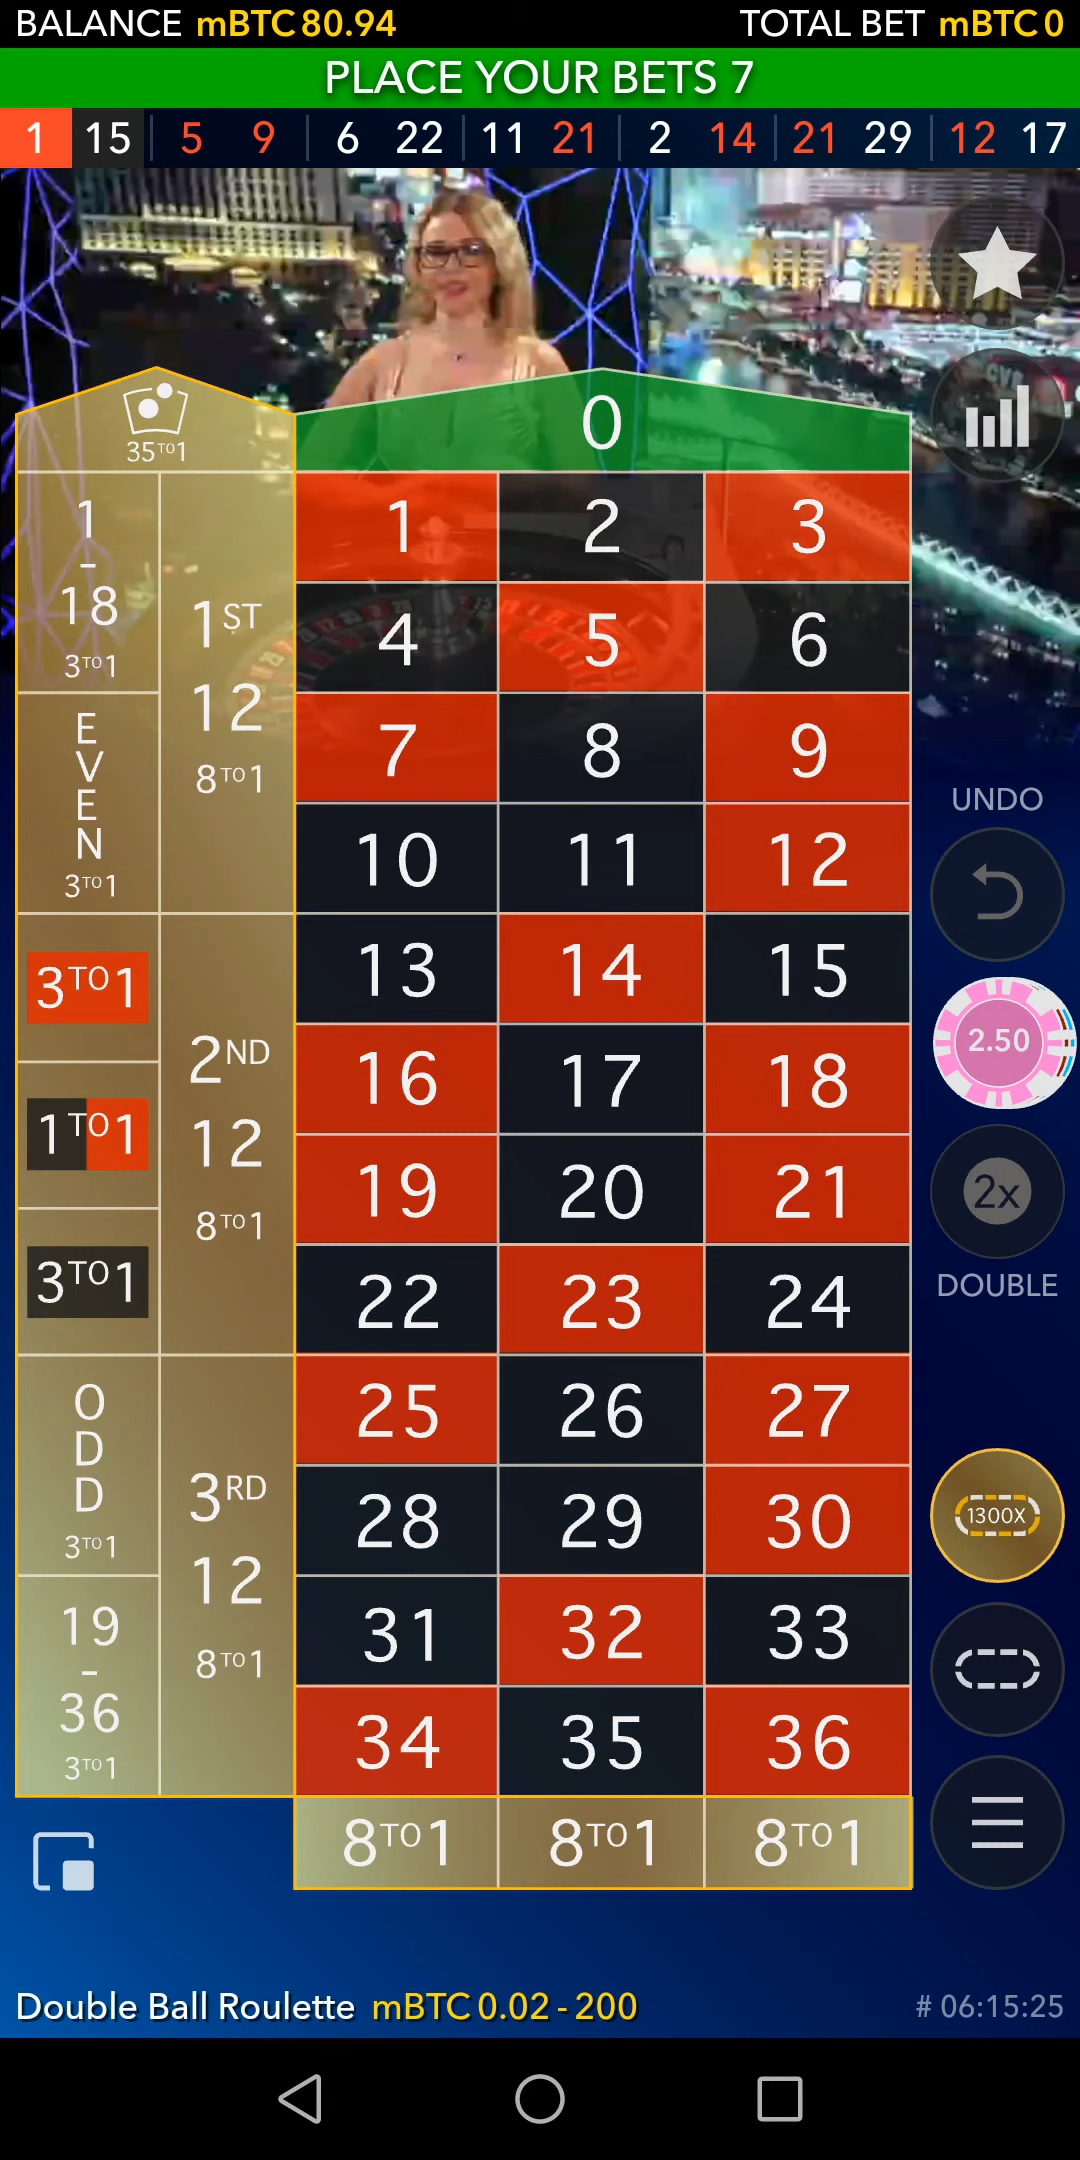 BALANCE mBTC 80.94 TOTAL BET mBTC 0
PLACE YOUR BETS 7
1 15 5 9 6 22 11 21 2 14 21 29 12 17
35 TO 1
0
1 - 18
3 TO 1
EVEN
3 TO 1
3 TO 1
1 TO 1
3 TO 1
ODD
3 TO 1
19 - 36
3 TO 1
1ST 12
8 TO 1
2ND 12
8 TO 1
3RD 12
8 TO 1
1 2 3
4 5 6
7 8 9
10 11 12
13 14 15
16 17 18
19 20 21
22 23 24
25 26 27
28 29 30
31 32 33
34 35 36
8 TO 1 8 TO 1 8 TO 1
UNDO
2.50
2x
DOUBLE
1300X
Double Ball Roulette mBTC 0.02 - 200 # 06:15:25